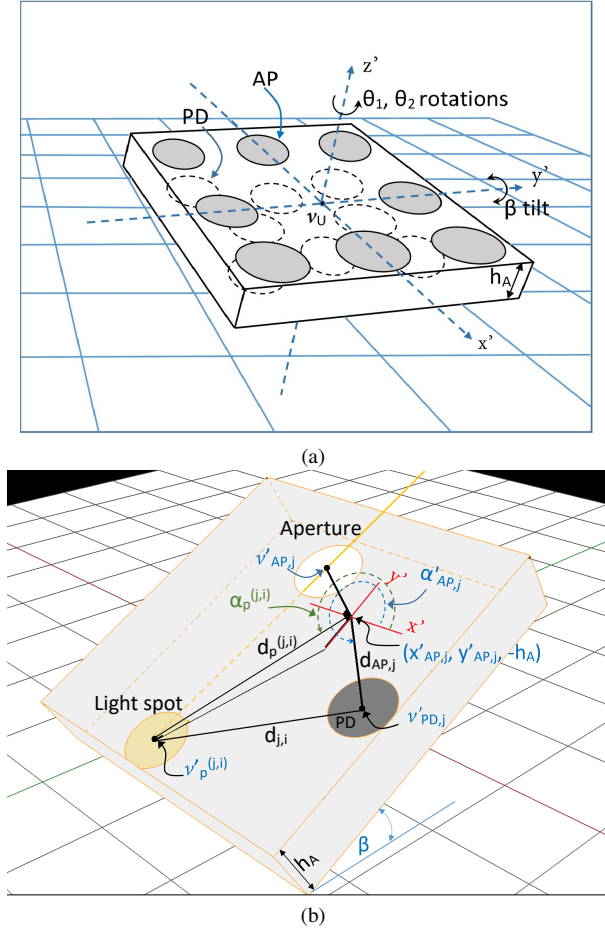 z'
AP
θ₁, θ₂ rotations
PD
y'
β tilt
νU
hA
x'
(a)
Aperture
ν'AP,j
y'
α'AP,j
αp^(j,i)
x'
dp^(j,i)
(x'AP,j, y'AP,j, -hA)
dAP,j
Light spot
PD
ν'PD,j
dj,i
ν'p^(j,i)
β
hA
(b)